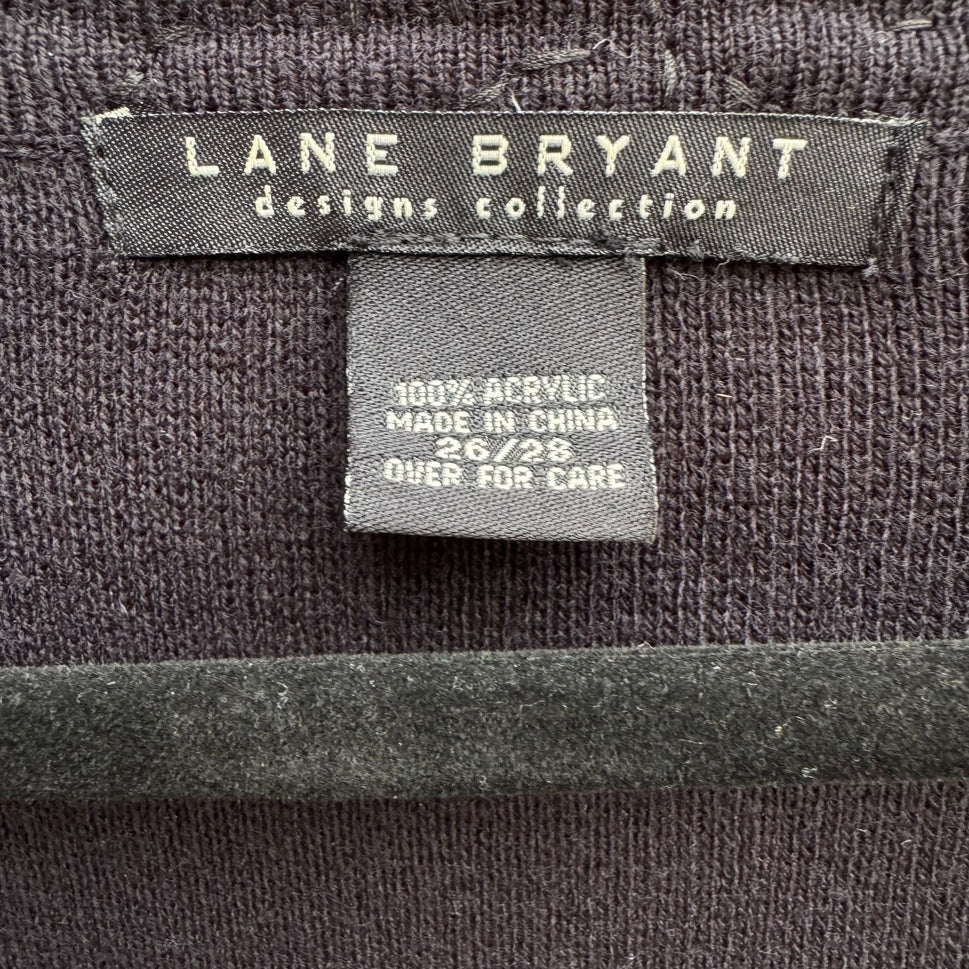 LANE BRYANT
designs collection
100% ACRYLIC
MADE IN CHINA
26/28
OVER FOR CARE